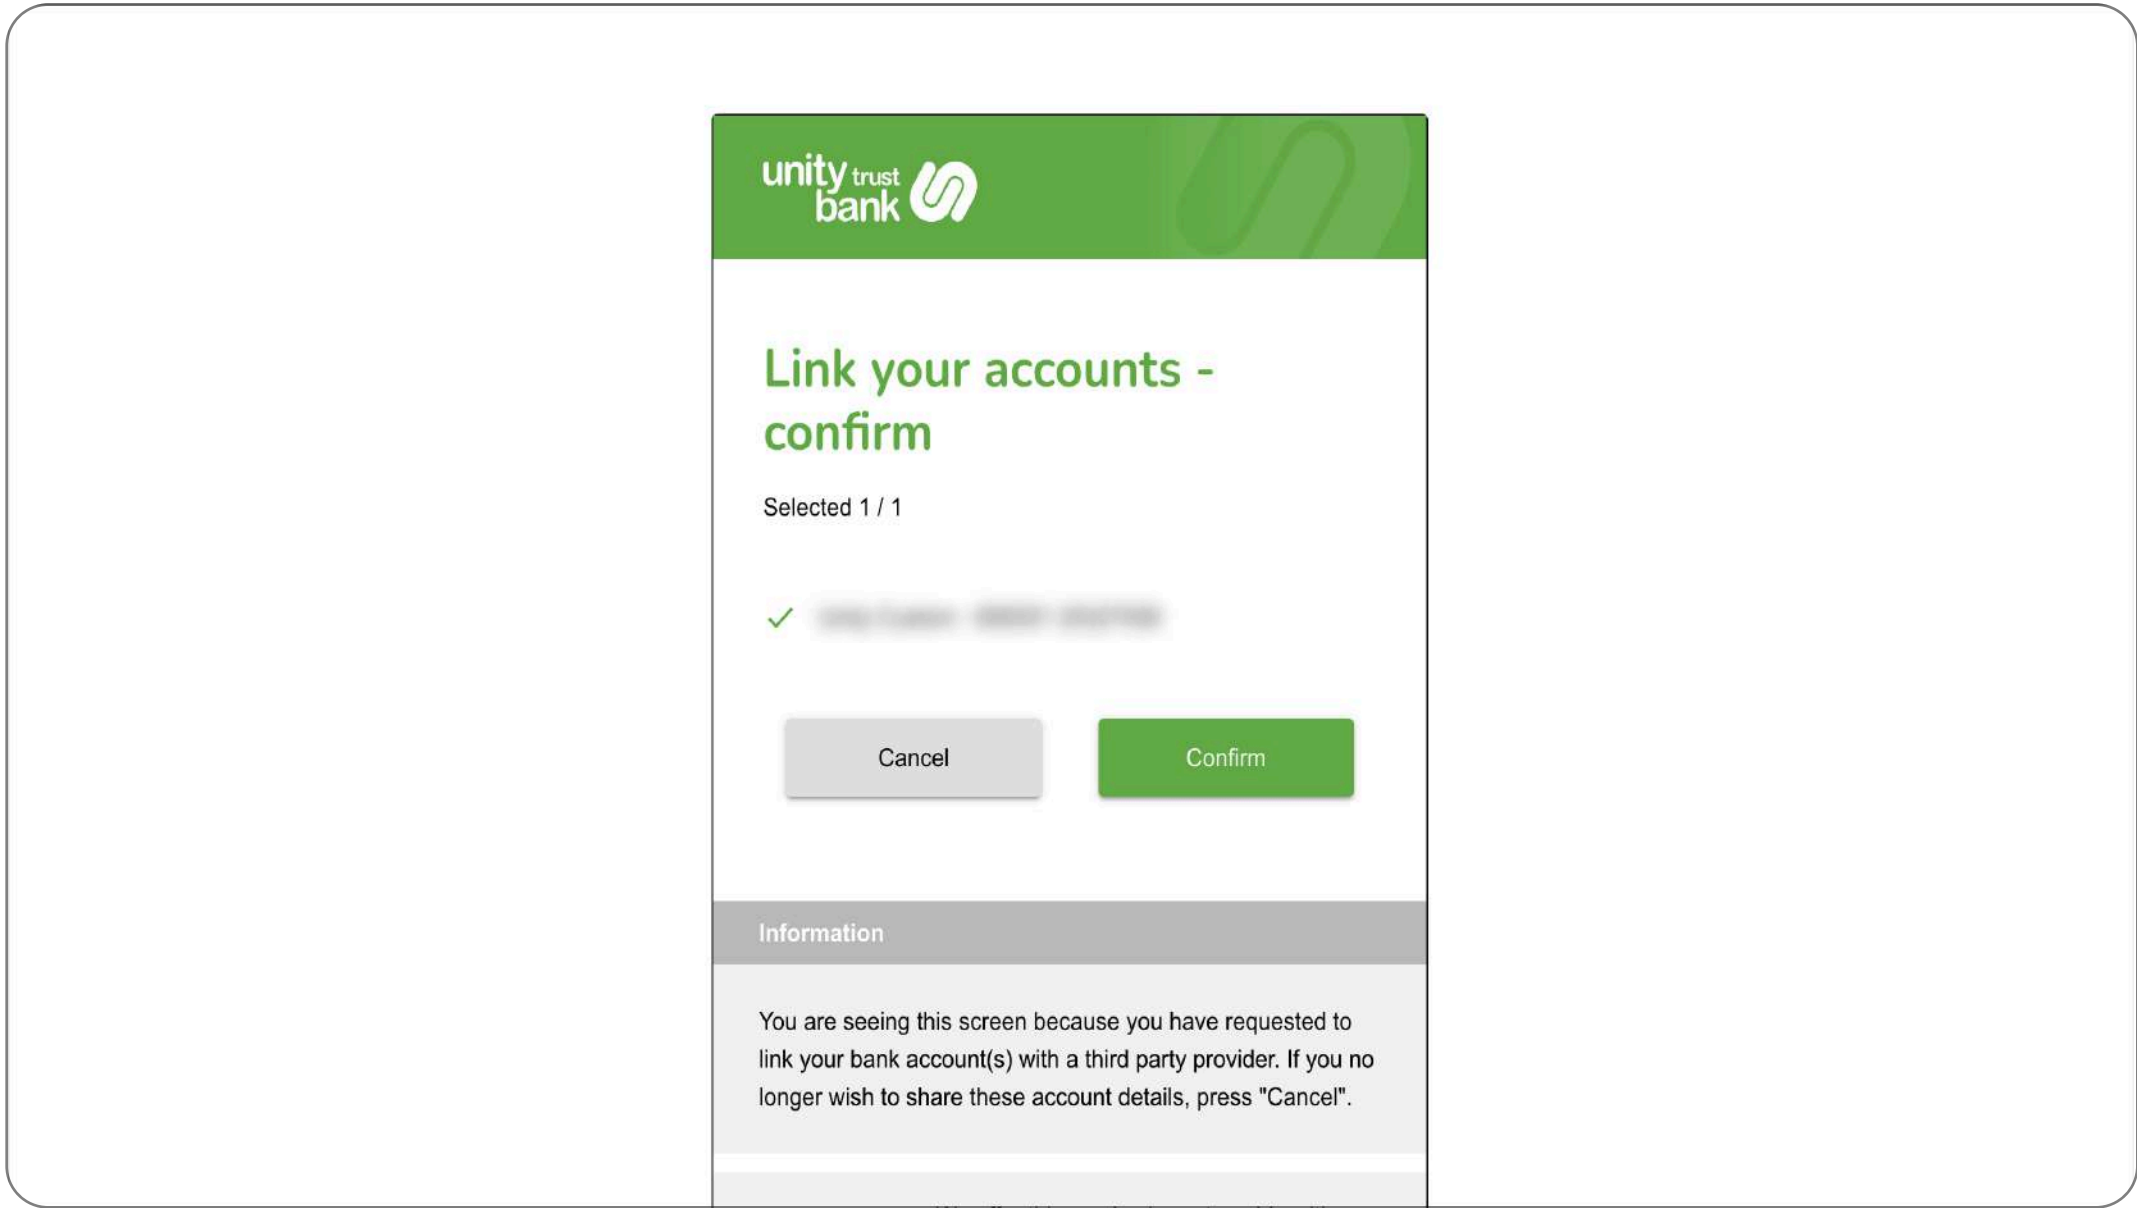 unity trust
bank
Link your accounts -
confirm
Selected 1 / 1
Cancel
Confirm
Information
You are seeing this screen because you have requested to
link your bank account(s) with a third party provider. If you no
longer wish to share these account details, press "Cancel".